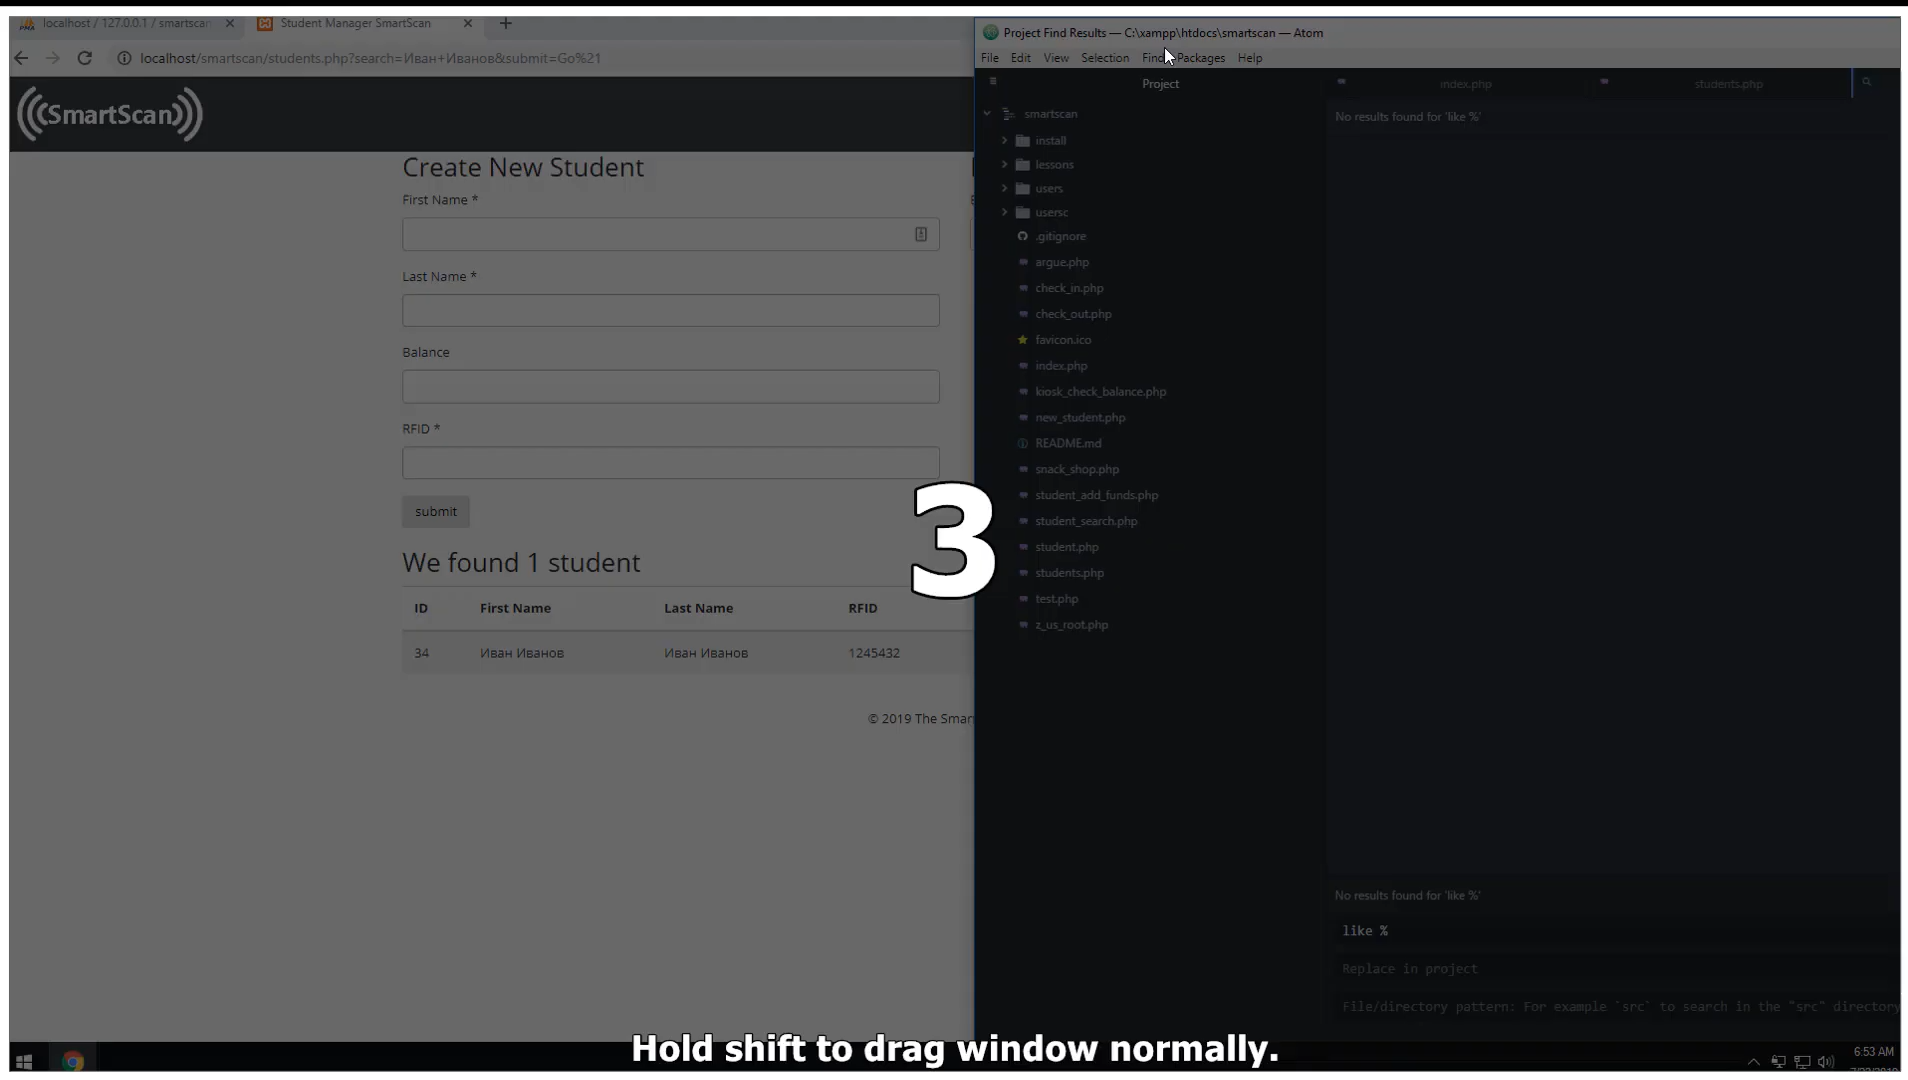 localhost / 127.0.0.1 / smartscan
Student Manager SmartScan
localhost/smartscan/students.php?search=Иван+Иванов&submit=Go%21
SmartScan
Create New Student
First Name *
Last Name *
Balance
RFID *
submit
We found 1 student
ID First Name Last Name RFID
34 Иван Иванов Иван Иванов 1245432
© 2019 The Smar
Project Find Results — C:\xampp\htdocs\smartscan — Atom
File Edit View Selection Find Packages Help
Project
index.php
students.php
smartscan
install
lessons
users
usersc
.gitignore
argue.php
check_in.php
check_out.php
favicon.ico
index.php
kiosk_check_balance.php
new_student.php
README.md
snack_shop.php
student_add_funds.php
student_search.php
student.php
students.php
test.php
z_us_root.php
No results found for 'like %'
No results found for 'like %'
like %
Replace in project
File/directory pattern: For example `src` to search in the "src" directory
3
Hold shift to drag window normally.
6:53 AM